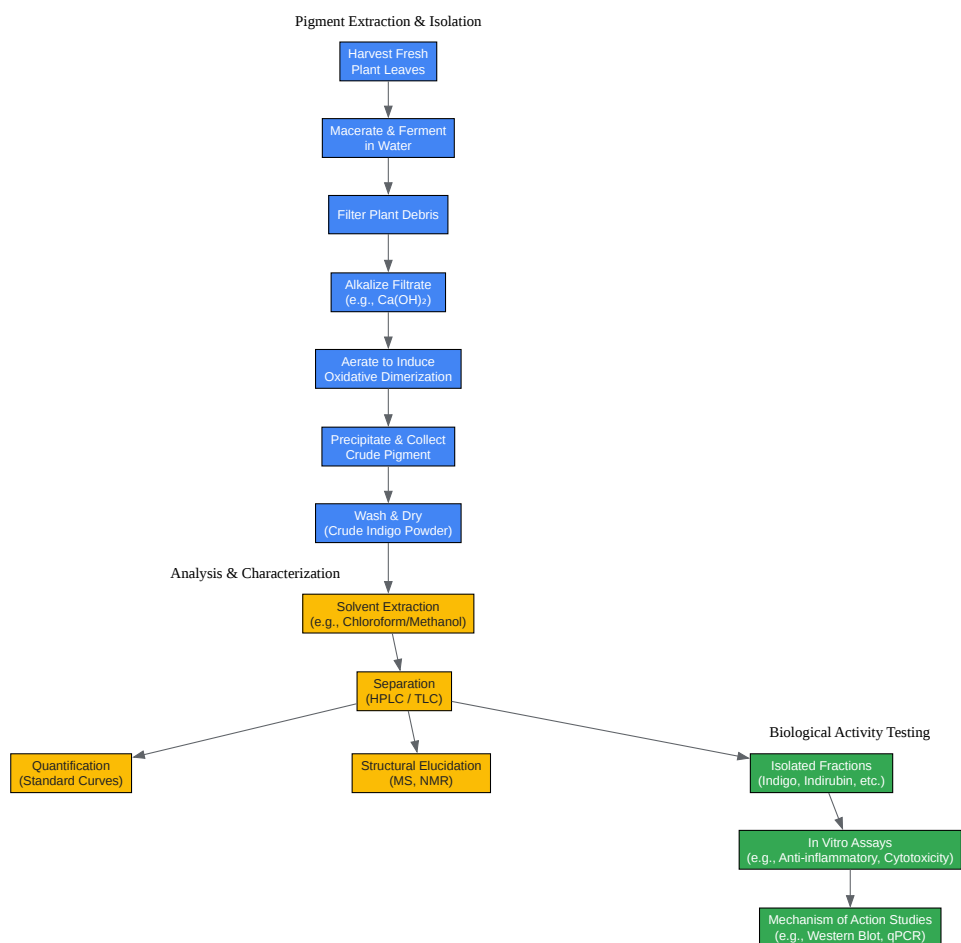 Pigment Extraction & Isolation
Harvest Fresh
Plant Leaves
Macerate & Ferment
in Water
Filter Plant Debris
Alkalize Filtrate
(e.g., Ca(OH)₂)
Aerate to Induce
Oxidative Dimerization
Precipitate & Collect
Crude Pigment
Wash & Dry
(Crude Indigo Powder)
Analysis & Characterization
Solvent Extraction
(e.g., Chloroform/Methanol)
Separation
(HPLC / TLC)
Quantification
(Standard Curves)
Structural Elucidation
(MS, NMR)
Biological Activity Testing
Isolated Fractions
(Indigo, Indirubin, etc.)
In Vitro Assays
(e.g., Anti-inflammatory, Cytotoxicity)
Mechanism of Action Studies
(e.g., Western Blot, qPCR)